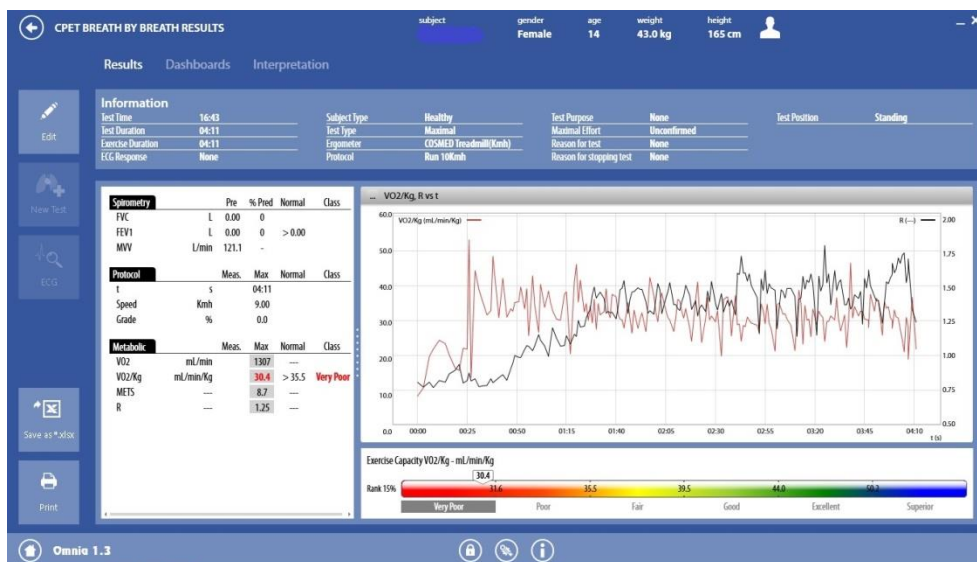 CPET BREATH BY BREATH RESULTS
subject gender age weight height
Female 14 43.0 kg 165 cm
Results Dashboards Interpretation
Edit
New Test
ECG
Save as *.xlsx
Print
Information
Test Time 16:43 Subject Type Healthy Test Purpose None Test Position Standing
Test Duration 04:11 Test Type Maximal Maximal Effort Unconfirmed
Exercise Duration 04:11 Ergometer COSMED Treadmill(Kmh) Reason for test None
ECG Response None Protocol Run 10Kmh Reason for stopping test None
Spirometry Pre % Pred Normal Class
FVC L 0.00 0
FEV1 L 0.00 0 > 0.00
MVV L/min 121.1 -
Protocol Meas. Max Normal Class
t s 04:11
Speed Kmh 9.00
Grade % 0.0
Metabolic Meas. Max Normal Class
VO2 mL/min 1307 ---
VO2/Kg mL/min/Kg 30.4 > 35.5 Very Poor
METS --- 8.7 ---
R --- 1.25 ---
... VO2/Kg, R vs t
VO2/Kg (mL/min/Kg) R (---)
60.0 2.00
50.0 1.75
40.0 1.50
30.0 1.25
20.0 1.00
10.0 0.75
0.0 0.50
00:00 00:25 00:50 01:15 01:40 02:05 02:30 02:55 03:20 03:45 04:10
t (s)
Exercise Capacity VO2/Kg - mL/min/Kg
30.4
Rank 15% 31.6 35.5 39.5 44.0 50.2
Very Poor Poor Fair Good Excellent Superior
Omnia 1.3